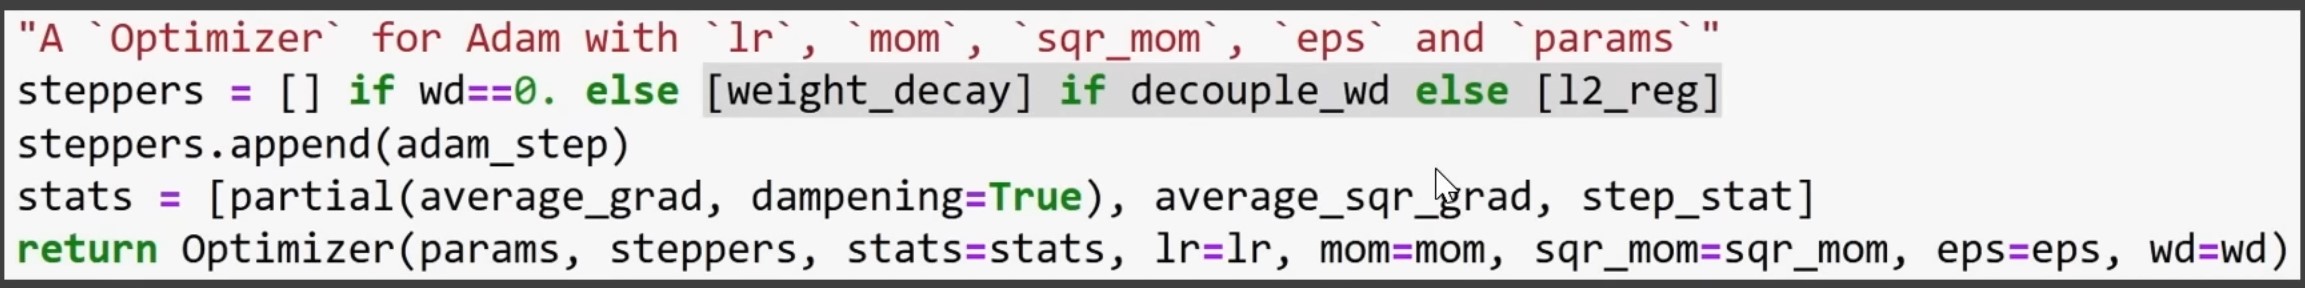 "A `Optimizer` for Adam with `lr`, `mom`, `sqr_mom`, `eps` and `params`"
steppers = [] if wd==0. else [weight_decay] if decouple_wd else [l2_reg]
steppers.append(adam_step)
stats = [partial(average_grad, dampening=True), average_sqr_grad, step_stat]
return Optimizer(params, steppers, stats=stats, lr=lr, mom=mom, sqr_mom=sqr_mom, eps=eps, wd=wd)